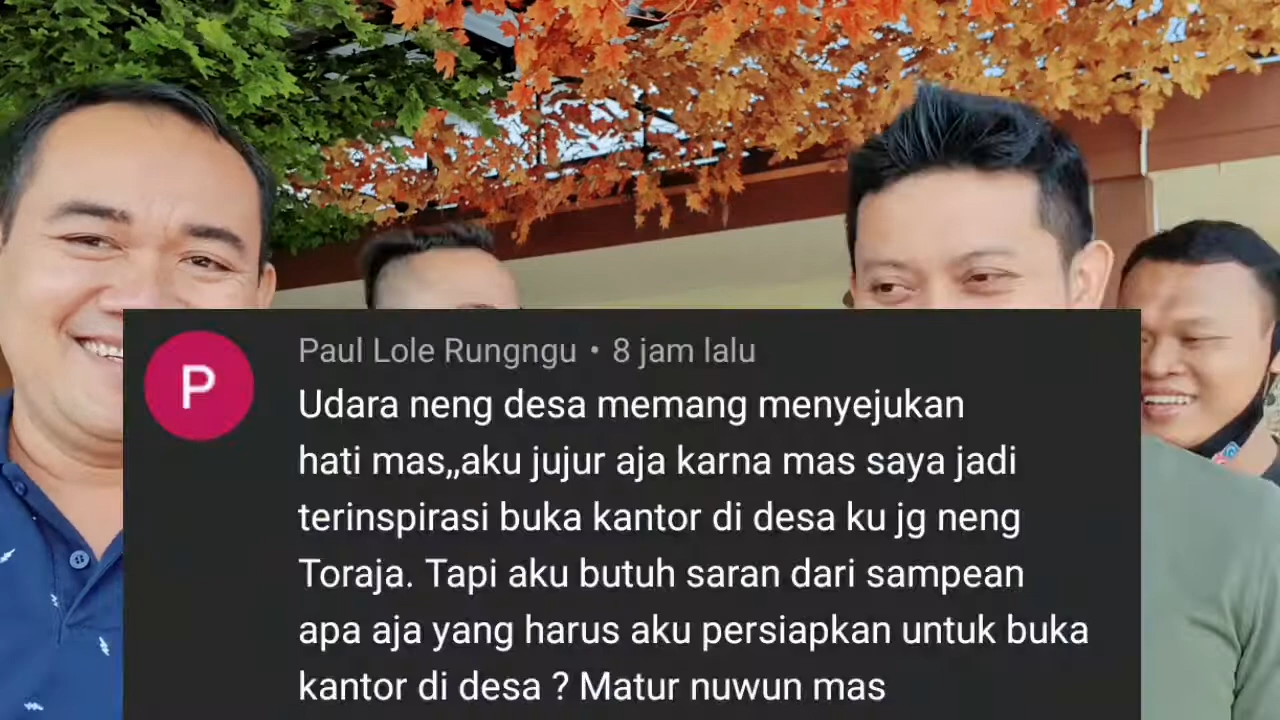 P
Paul Lole Rungngu • 8 jam lalu
Udara neng desa memang menyejukan
hati mas,,aku jujur aja karna mas saya jadi
terinspirasi buka kantor di desa ku jg neng
Toraja. Tapi aku butuh saran dari sampean
apa aja yang harus aku persiapkan untuk buka
kantor di desa ? Matur nuwun mas